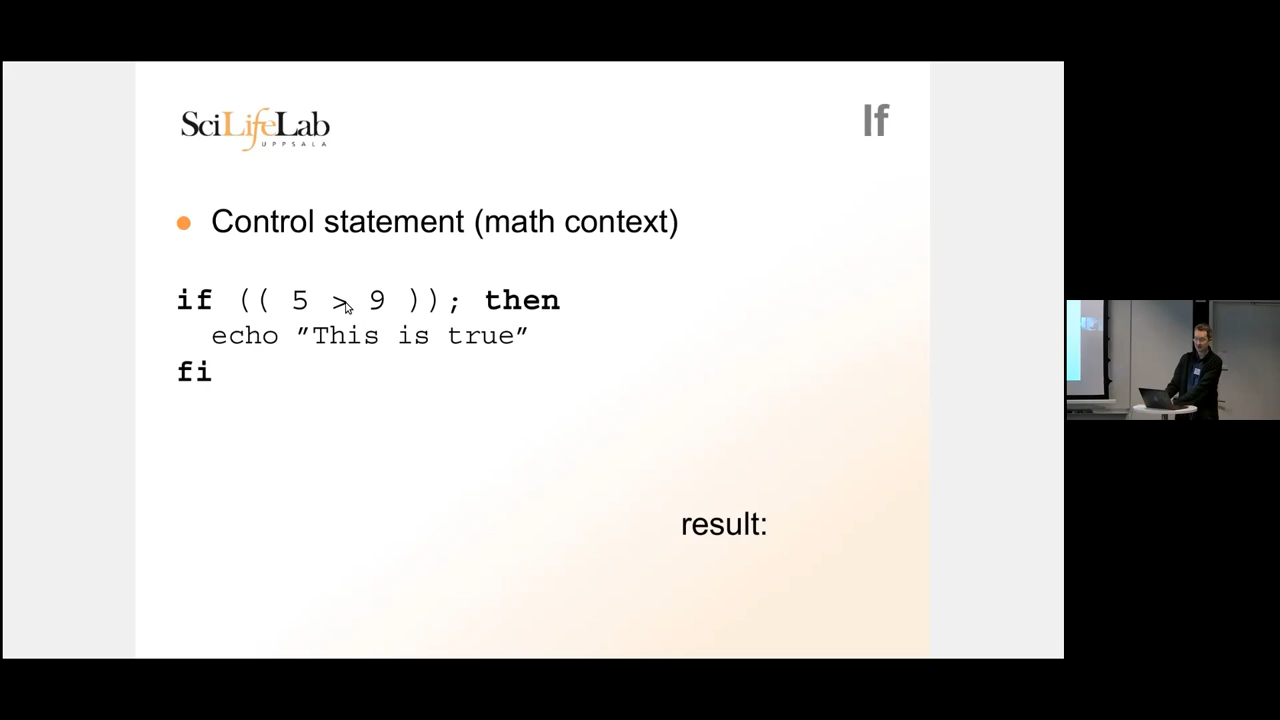 SciLifeLab
UPPSALA
If
Control statement (math context)
if (( 5 > 9 )); then
echo ”This is true”
fi
result: